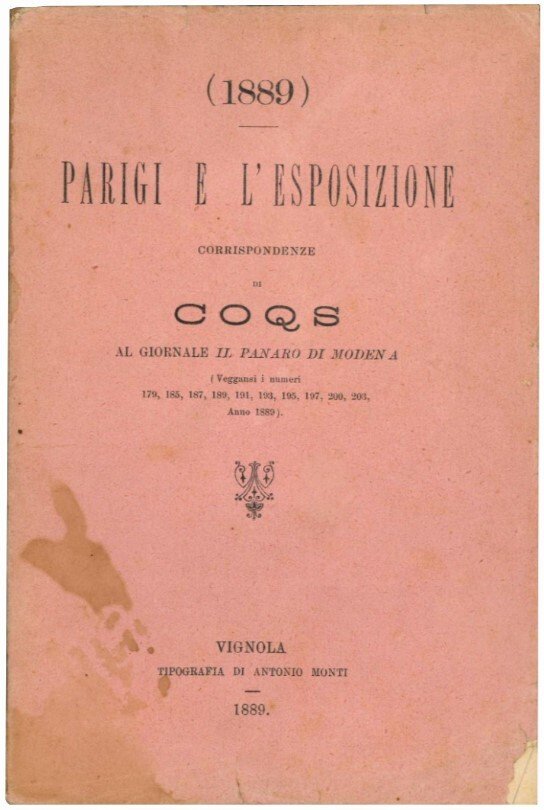 (1889)
PARIGI E L'ESPOSIZIONE
CORRISPONDENZE
DI
COQS
AL GIORNALE IL PANARO DI MODENA
(Veggansi i numeri
179, 185, 187, 189, 191, 193, 195, 197, 200, 203,
Anno 1889).
VIGNOLA
TIPOGRAFIA DI ANTONIO MONTI
1889.